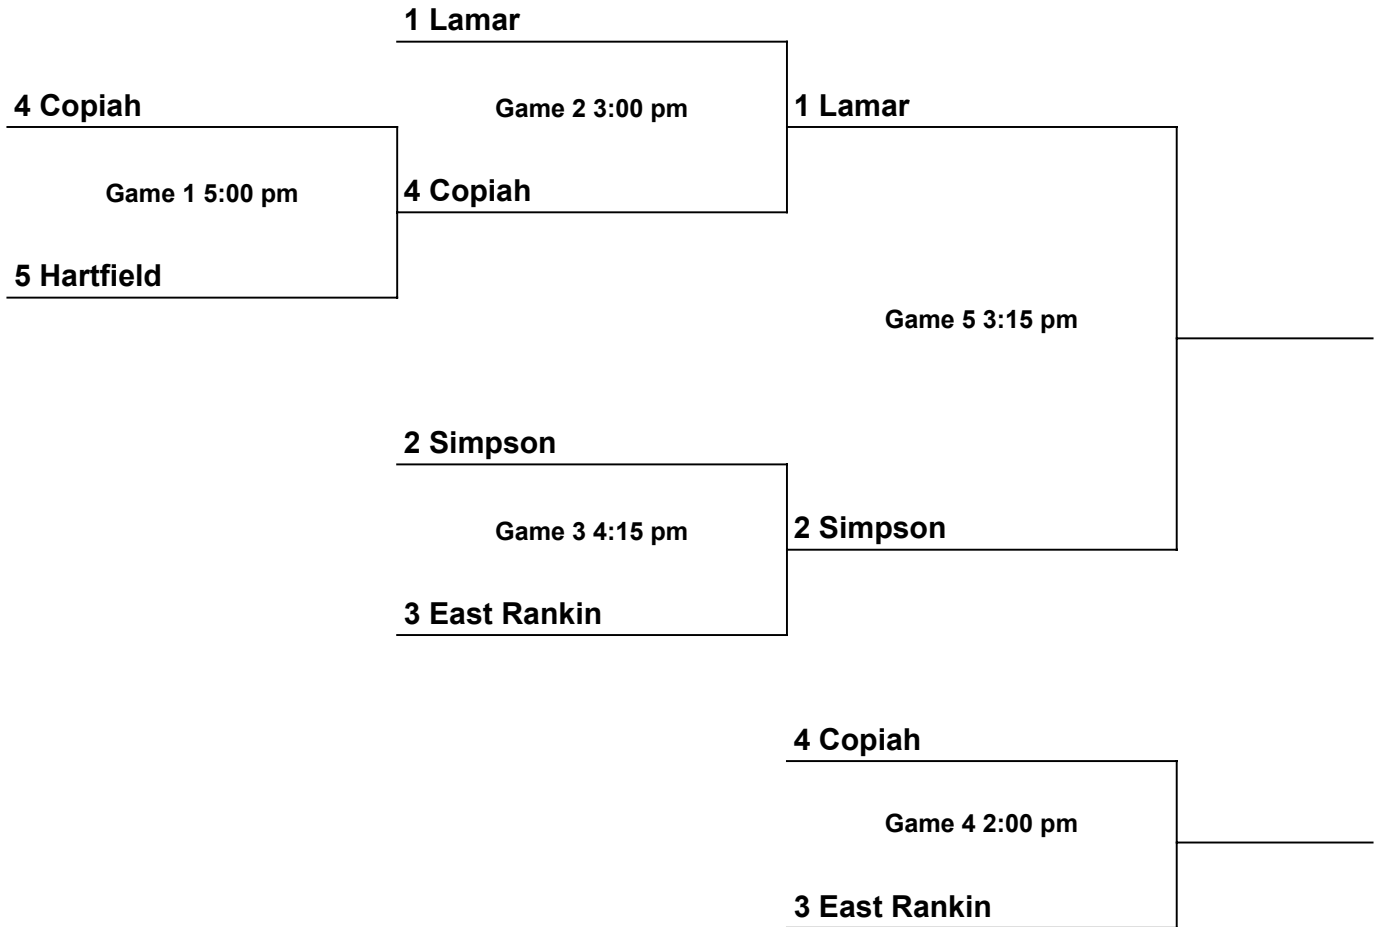 1 Lamar
4 Copiah
Game 2 3:00 pm
1 Lamar
Game 1 5:00 pm
4 Copiah
5 Hartfield
Game 5 3:15 pm
2 Simpson
Game 3 4:15 pm
2 Simpson
3 East Rankin
4 Copiah
Game 4 2:00 pm
3 East Rankin